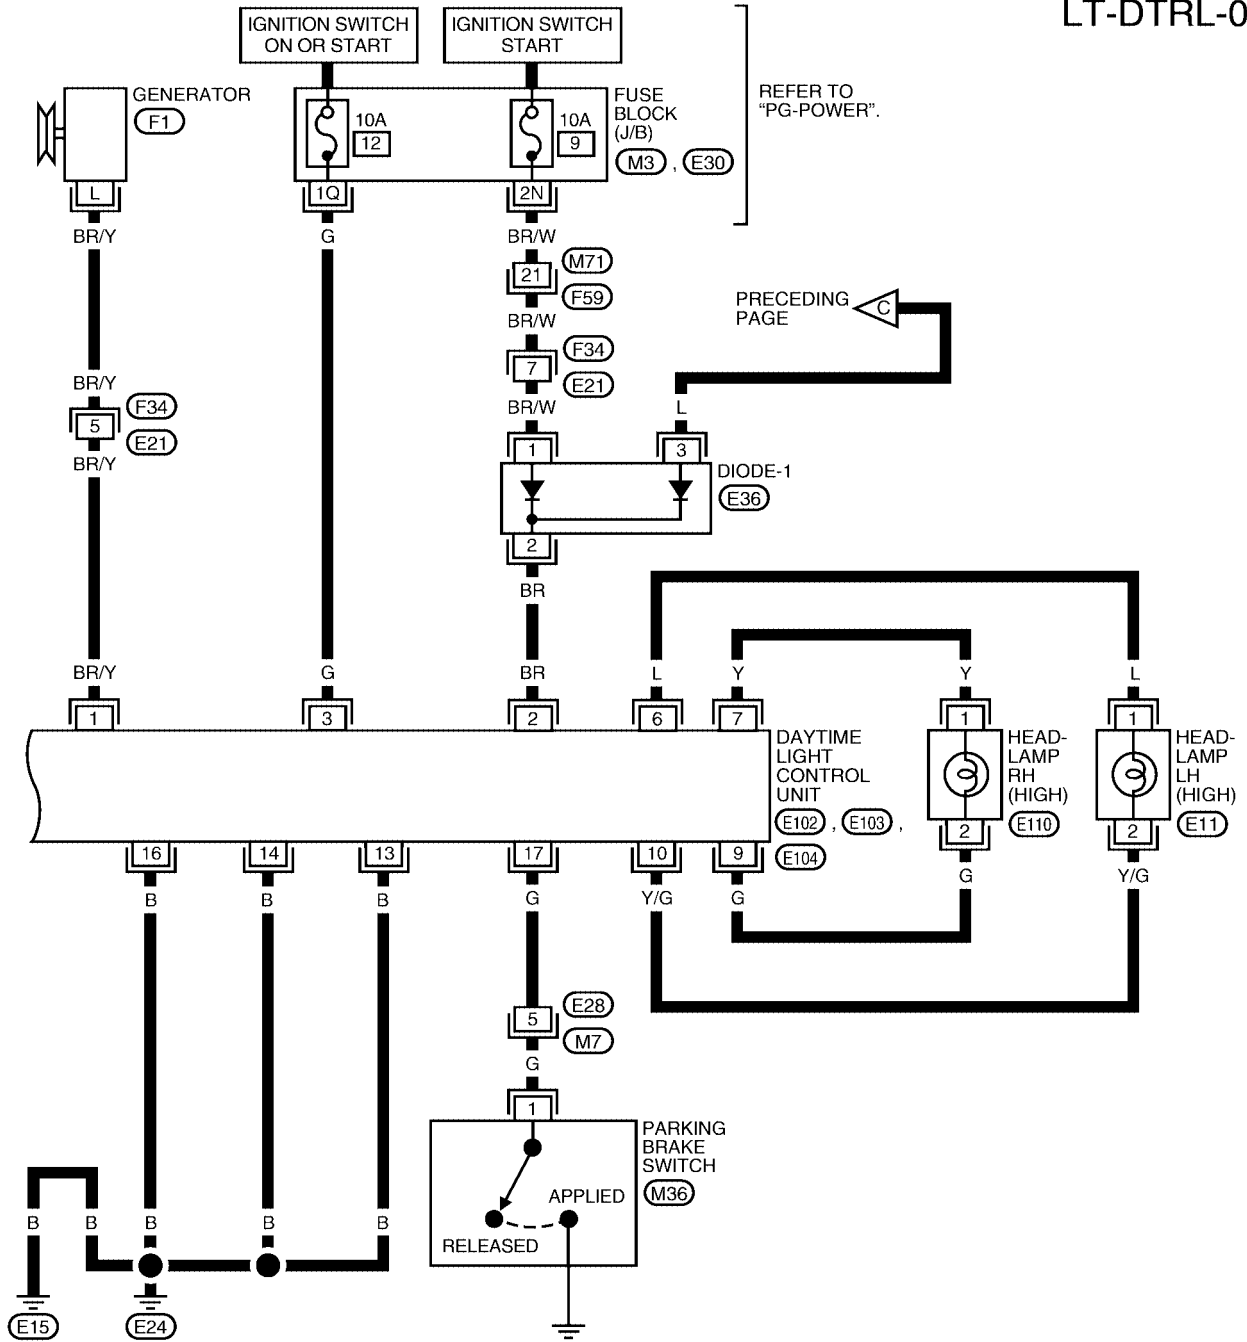 LT-DTRL-0
IGNITION SWITCH
ON OR START
IGNITION SWITCH
START
GENERATOR
F1
10A
12
10A
9
FUSE
BLOCK
(J/B)
M3 , E30
REFER TO
“PG-POWER”.
L
1Q
2N
BR/Y
G
BR/W
21
M71
F59
BR/W
PRECEDING
PAGE
C
7
F34
E21
BR/Y
5
F34
E21
BR/Y
BR/W
L
1
3
DIODE-1
E36
2
BR
BR/Y
G
BR
L
Y
Y
L
1
3
2
6
7
1
1
DAYTIME
LIGHT
CONTROL
UNIT
E102 , E103 ,
E104
HEAD-
LAMP
RH
(HIGH)
E110
HEAD-
LAMP
LH
(HIGH)
E11
16
14
13
17
10
9
2
2
B
B
B
G
Y/G
G
G
Y/G
5
E28
M7
G
1
PARKING
BRAKE
SWITCH
M36
APPLIED
RELEASED
B
B
B
B
B
E15
E24